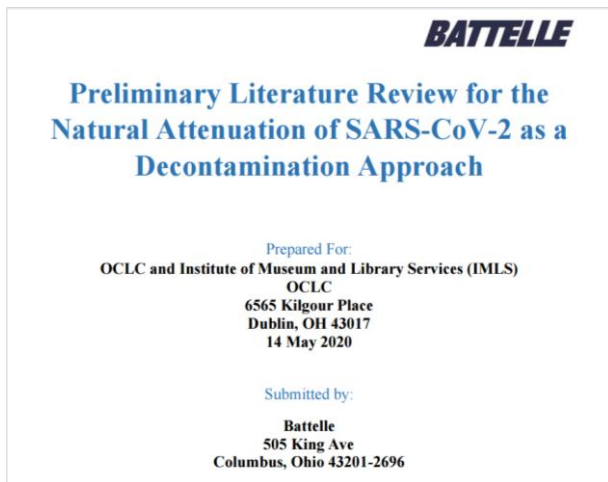 BATTELLE
Preliminary Literature Review for the
Natural Attenuation of SARS-CoV-2 as a
Decontamination Approach
Prepared For:
OCLC and Institute of Museum and Library Services (IMLS)
OCLC
6565 Kilgour Place
Dublin, OH 43017
14 May 2020
Submitted by:
Battelle
505 King Ave
Columbus, Ohio 43201-2696